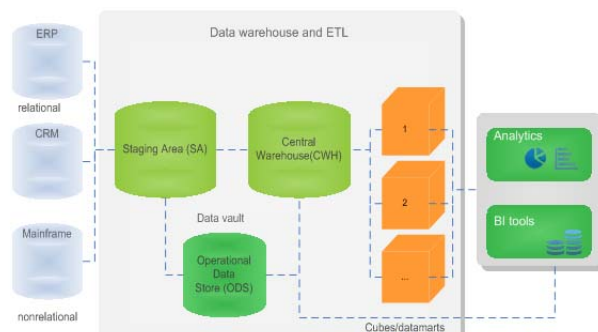 ERP
relational
CRM
Mainframe
nonrelational
Data warehouse and ETL
Staging Area (SA)
Central
Warehouse(CWH)
Data vault
Operational
Data
Store (ODS)
1
2
...
Cubes/datamarts
Analytics
BI tools